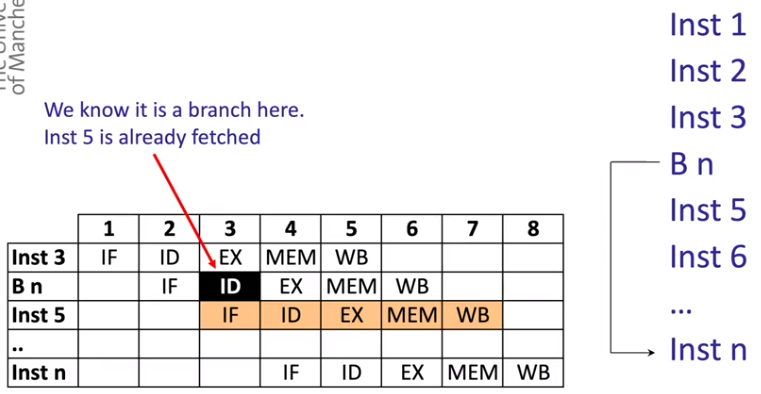 of Manche
We know it is a branch here.
Inst 5 is already fetched
1 2 3 4 5 6 7 8
Inst 3 IF ID EX MEM WB
B n IF ID EX MEM WB
Inst 5 IF ID EX MEM WB
..
Inst n IF ID EX MEM WB
Inst 1
Inst 2
Inst 3
B n
Inst 5
Inst 6
...
Inst n